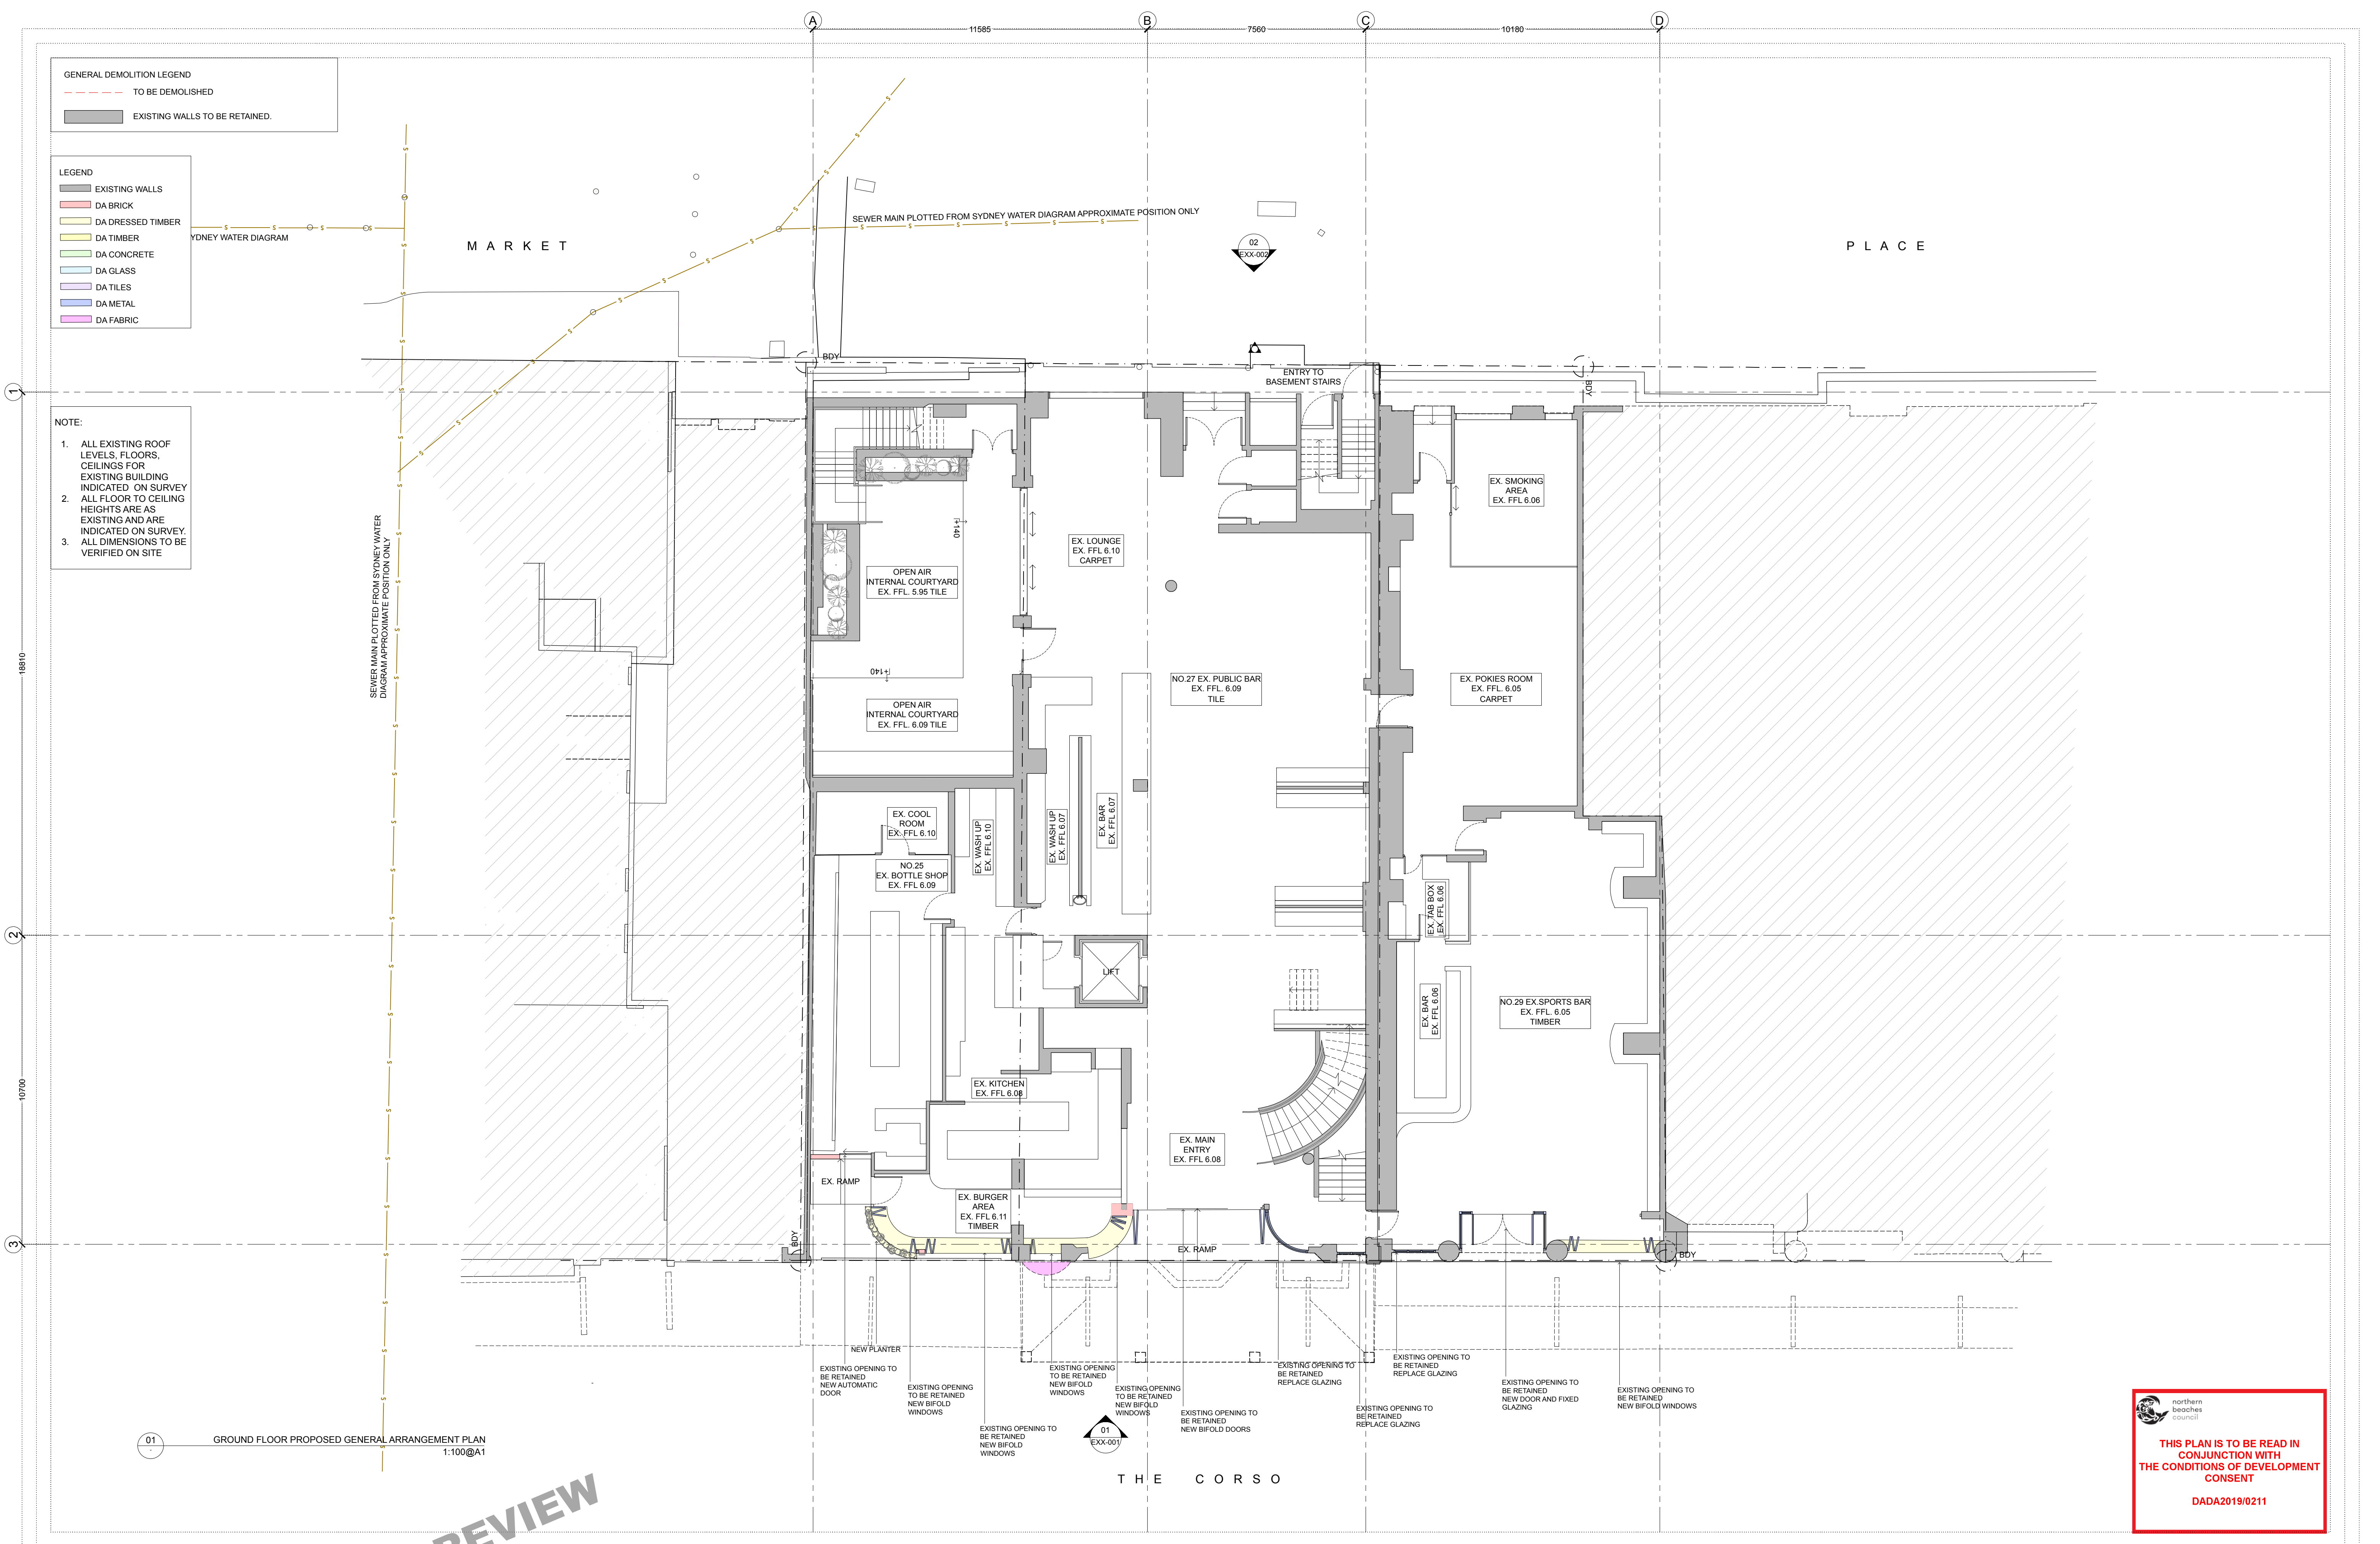 A
B
C
D
11585
7560
10180
GENERAL DEMOLITION LEGEND
TO BE DEMOLISHED
EXISTING WALLS TO BE RETAINED.
LEGEND
EXISTING WALLS
DA BRICK
DA DRESSED TIMBER
DA TIMBER
DA CONCRETE
DA GLASS
DA TILES
DA METAL
DA FABRIC
YDNEY WATER DIAGRAM
SEWER MAIN PLOTTED FROM SYDNEY WATER DIAGRAM APPROXIMATE POSITION ONLY
MARKET
PLACE
02
EXX-002
BDY
ENTRY TO
BASEMENT STAIRS
BDY
1
NOTE:
1. ALL EXISTING ROOF
LEVELS, FLOORS,
CEILINGS FOR
EXISTING BUILDING
INDICATED ON SURVEY
2. ALL FLOOR TO CEILING
HEIGHTS ARE AS
EXISTING AND ARE
INDICATED ON SURVEY.
3. ALL DIMENSIONS TO BE
VERIFIED ON SITE
SEWER MAIN PLOTTED FROM SYDNEY WATER
DIAGRAM APPROXIMATE POSITION ONLY
EX. SMOKING
AREA
EX. FFL 6.06
+140
EX. LOUNGE
EX. FFL 6.10
CARPET
OPEN AIR
INTERNAL COURTYARD
EX. FFL. 5.95 TILE
18810
+140
NO.27 EX. PUBLIC BAR
EX. FFL. 6.09
TILE
EX. POKIES ROOM
EX. FFL. 6.05
CARPET
OPEN AIR
INTERNAL COURTYARD
EX. FFL. 6.09 TILE
EX. COOL
ROOM
EX. FFL 6.10
EX. WASH UP
EX. FFL 6.10
EX. WASH UP
EX. FFL 6.07
EX. BAR
EX. FFL 6.07
NO.25
EX. BOTTLE SHOP
EX. FFL 6.09
EX. TAB BOX
EX. FFL 6.06
2
LIFT
EX. BAR
EX. FFL 6.06
NO.29 EX.SPORTS BAR
EX. FFL. 6.05
TIMBER
10700
EX. KITCHEN
EX. FFL 6.08
EX. MAIN
ENTRY
EX. FFL 6.08
EX. RAMP
EX. BURGER
AREA
EX. FFL 6.11
TIMBER
3
BDY
EX. RAMP
BDY
NEW PLANTER
EXISTING OPENING TO
BE RETAINED
NEW AUTOMATIC
DOOR
EXISTING OPENING
TO BE RETAINED
NEW BIFOLD
WINDOWS
EXISTING OPENING TO
BE RETAINED
NEW BIFOLD
WINDOWS
EXISTING OPENING
TO BE RETAINED
NEW BIFOLD
WINDOWS
EXISTING OPENING
TO BE RETAINED
NEW BIFOLD
WINDOWS
EXISTING OPENING TO
BE RETAINED
NEW BIFOLD DOORS
EXISTING OPENING TO
BE RETAINED
REPLACE GLAZING
EXISTING OPENING TO
BE RETAINED
REPLACE GLAZING
EXISTING OPENING TO
BE RETAINED
REPLACE GLAZING
EXISTING OPENING TO
BE RETAINED
NEW DOOR AND FIXED
GLAZING
EXISTING OPENING TO
BE RETAINED
NEW BIFOLD WINDOWS
01
EXX-001
01
GROUND FLOOR PROPOSED GENERAL ARRANGEMENT PLAN
1:100@A1
THE CORSO
northern
beaches
council
THIS PLAN IS TO BE READ IN
CONJUNCTION WITH
THE CONDITIONS OF DEVELOPMENT
CONSENT
DADA2019/0211